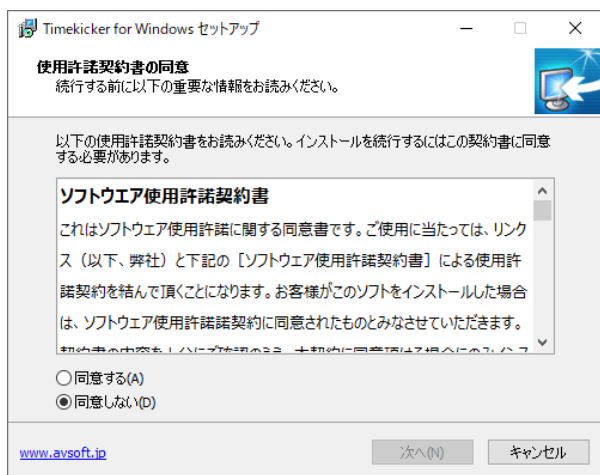 Timekicker for Windows セットアップ
使用許諾契約書の同意
続行する前に以下の重要な情報をお読みください。
以下の使用許諾契約書をお読みください。インストールを続行するにはこの契約書に同意
する必要があります。
ソフトウエア使用許諾契約書
これはソフトウエア使用許諾に関する同意書です。ご使用に当たっては、リンク
ス（以下、弊社）と下記の［ソフトウエア使用許諾契約書］による使用許
諾契約を結んで頂くことになります。お客様がこのソフトをインストールした場合
は、ソフトウエア使用許諾諾契約に同意されたものとみなさせていただきます。
同意する(A)
同意しない(D)
www.avsoft.jp
次へ(N)
キャンセル